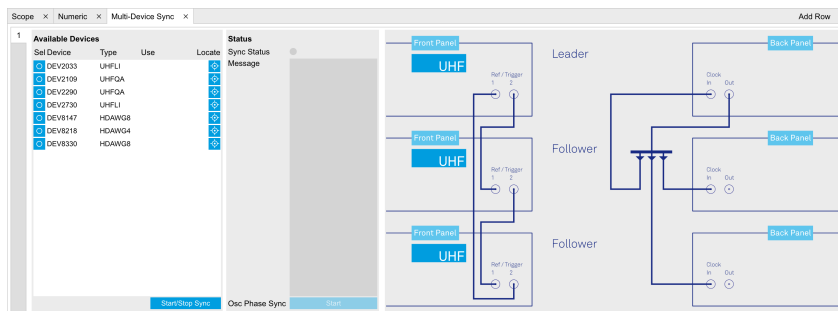 Scope × Numeric × Multi-Device Sync × Add Row
1
Available Devices
Sel Device Type Use Locate
DEV2033 UHFLI
DEV2109 UHFQA
DEV2290 UHFQA
DEV2730 UHFLI
DEV8147 HDAWG8
DEV8218 HDAWG4
DEV8330 HDAWG8
Start/Stop Sync
Status
Sync Status
Message
Osc Phase Sync Start
Front Panel
UHF
Ref / Trigger
1 2
Leader
Back Panel
Clock
In Out
Front Panel
UHF
Ref / Trigger
1 2
Follower
Back Panel
Clock
In Out
Front Panel
UHF
Ref / Trigger
1 2
Follower
Back Panel
Clock
In Out